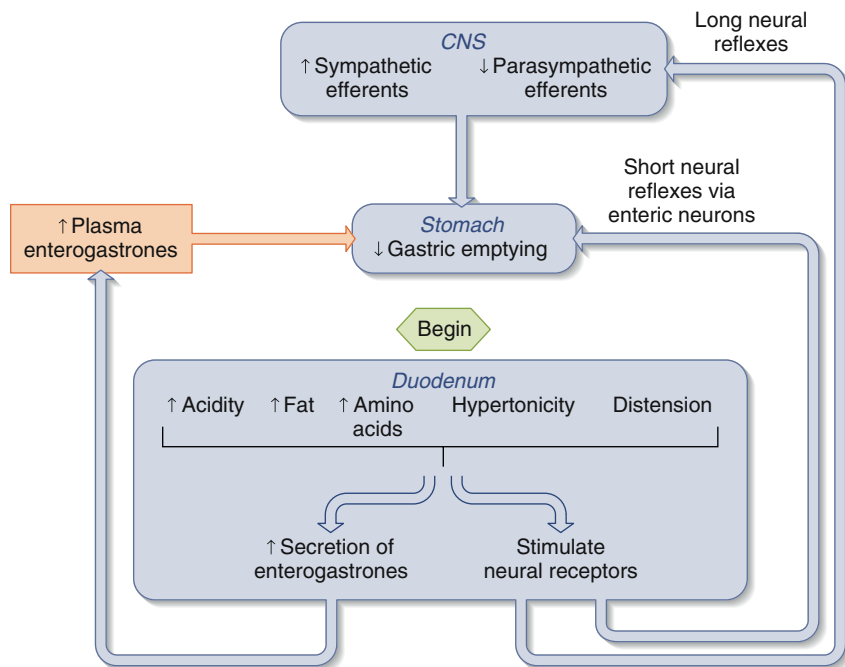 Long neural
reflexes
CNS
↑ Sympathetic
efferents
↓ Parasympathetic
efferents
Short neural
reflexes via
enteric neurons
↑ Plasma
enterogastrones
Stomach
↓ Gastric emptying
Begin
Duodenum
↑ Acidity
↑ Fat
↑ Amino
acids
Hypertonicity
Distension
↑ Secretion of
enterogastrones
Stimulate
neural receptors